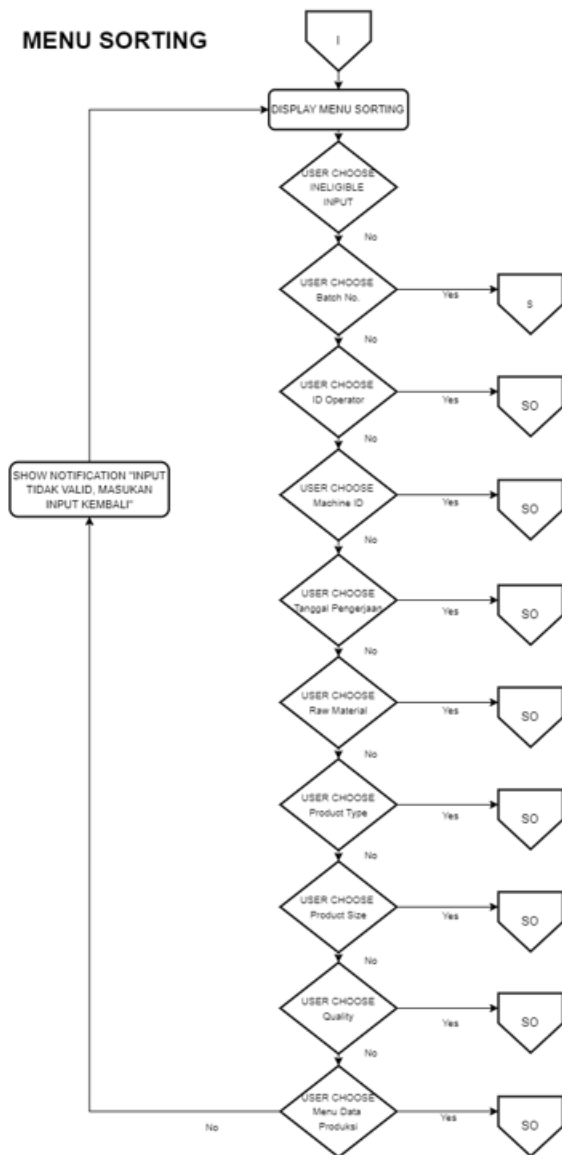 MENU SORTING
I
DISPLAY MENU SORTING
USER CHOOSE
INELIGIBLE
INPUT
No
USER CHOOSE
Batch No.
Yes
S
No
USER CHOOSE
ID Operator
Yes
SO
No
USER CHOOSE
Machine ID
Yes
SO
SHOW NOTIFICATION "INPUT
TIDAK VALID, MASUKAN
INPUT KEMBALI"
No
USER CHOOSE
Tanggal Pengerjaan
Yes
SO
No
USER CHOOSE
Raw Material
Yes
SO
No
USER CHOOSE
Product Type
Yes
SO
No
USER CHOOSE
Product Size
Yes
SO
No
USER CHOOSE
Quality
Yes
SO
No
USER CHOOSE
Menu Data
Produksi
No
Yes
SO